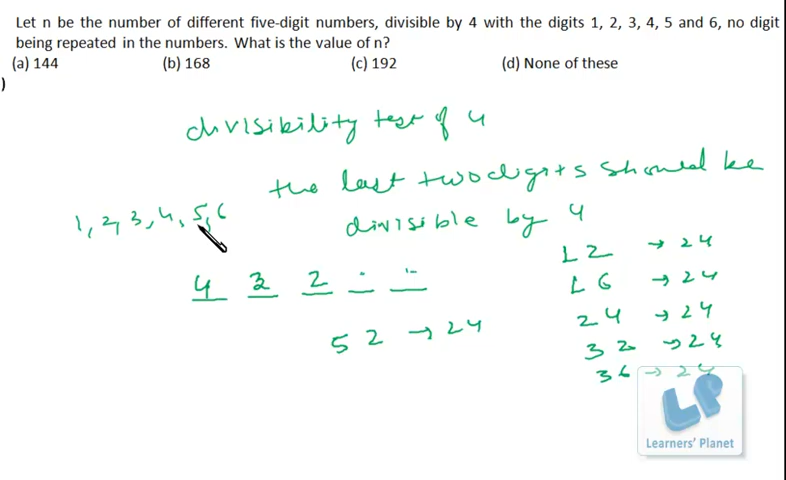 Let n be the number of different five-digit numbers, divisible by 4 with the digits 1, 2, 3, 4, 5 and 6, no digit
being repeated in the numbers. What is the value of n?
(a) 144 (b) 168 (c) 192 (d) None of these
)
divisibility test of 4
the last two digits should be
divisible by 4
1, 2, 3, 4, 5, 6
12 → 24
4 3 2
16 → 24
24 → 24
52 → 24
32 → 24
36 → 24
LP
Learners' Planet